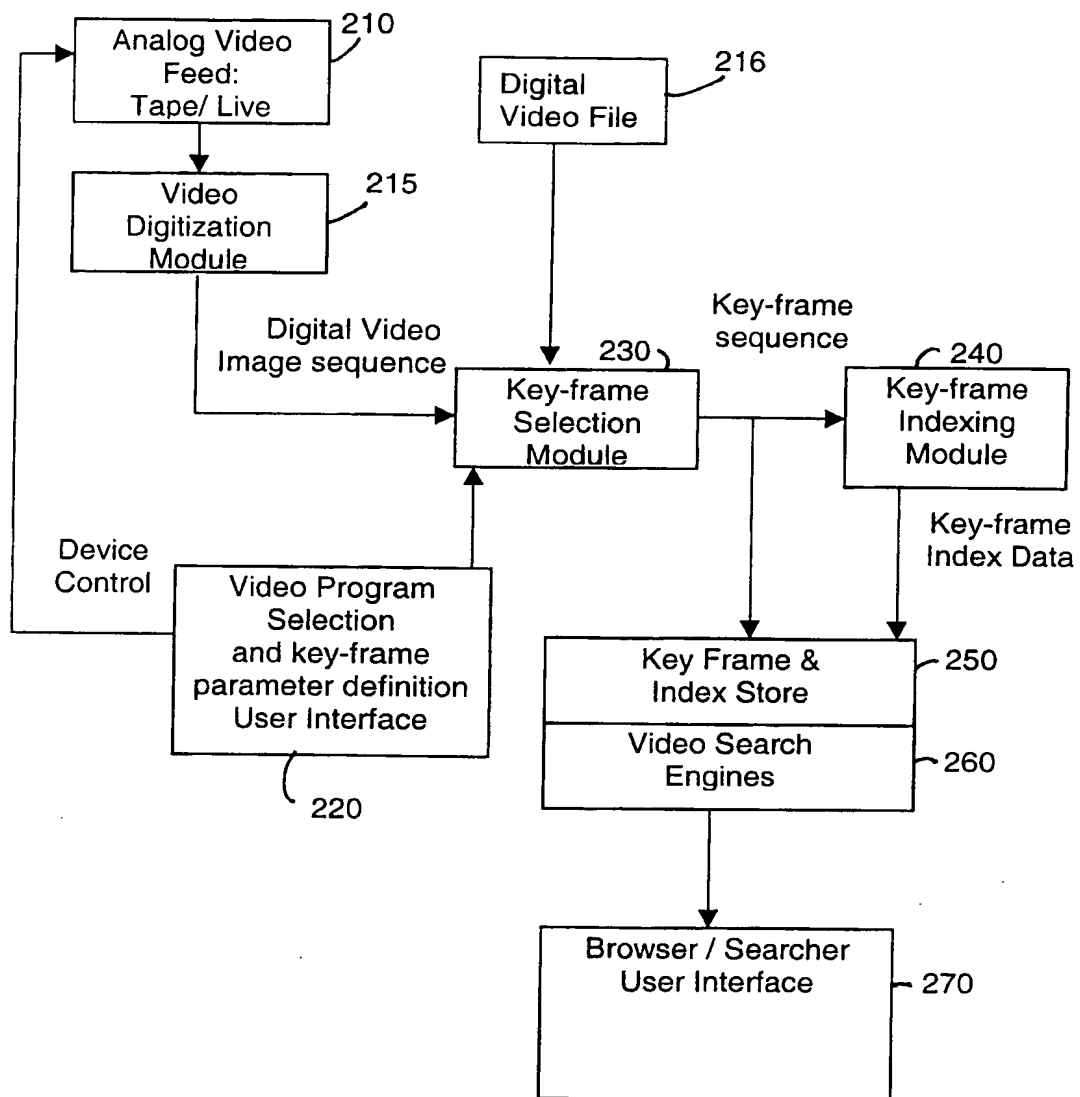 Analog Video
Feed:
Tape/ Live
210
Digital
Video File
216
Video
Digitization
Module
215
Digital Video
Image sequence
Key-frame
sequence
230
Key-frame
Selection
Module
240
Key-frame
Indexing
Module
Device
Control
Key-frame
Index Data
Video Program
Selection
and key-frame
parameter definition
User Interface
220
Key Frame &
Index Store
250
Video Search
Engines
260
Browser / Searcher
User Interface
270